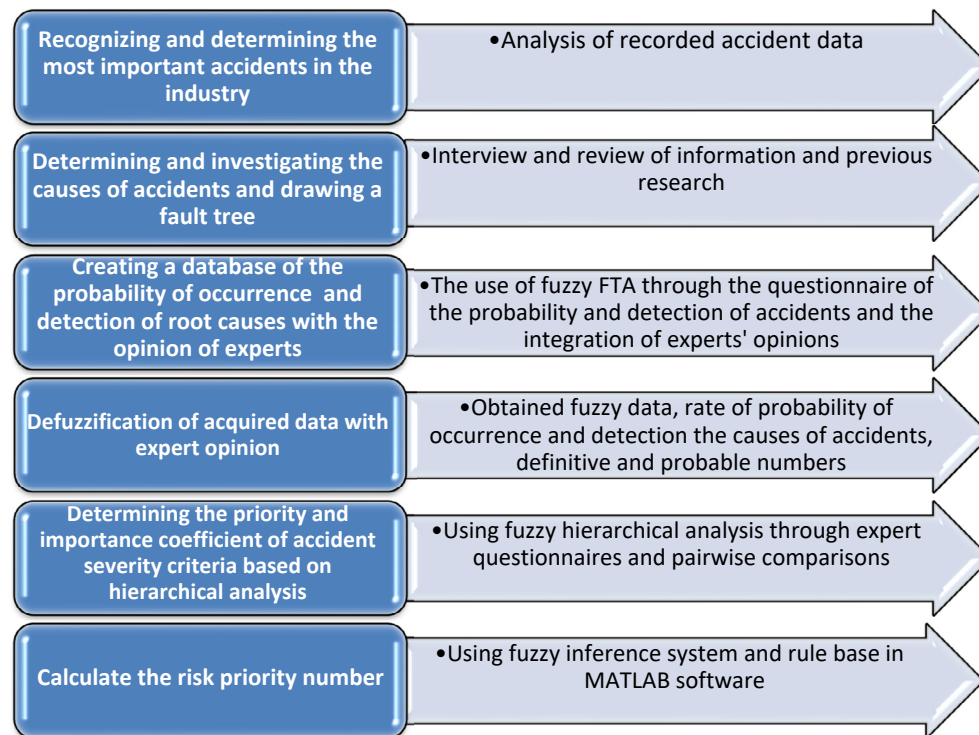 Recognizing and determining the
most important accidents in the
industry
•Analysis of recorded accident data
Determining and investigating the
causes of accidents and drawing a
fault tree
•Interview and review of information and previous
research
Creating a database of the
probability of occurrence  and
detection of root causes with the
opinion of experts
•The use of fuzzy FTA through the questionnaire of
the probability and detection of accidents and the
integration of experts' opinions
Defuzzification of acquired data with
expert opinion
•Obtained fuzzy data, rate of probability of
occurrence and detection the causes of accidents,
definitive and probable numbers
Determining the priority and
importance coefficient of accident
severity criteria based on
hierarchical analysis
•Using fuzzy hierarchical analysis through expert
questionnaires and pairwise comparisons
Calculate the risk priority number
•Using fuzzy inference system and rule base in
MATLAB software